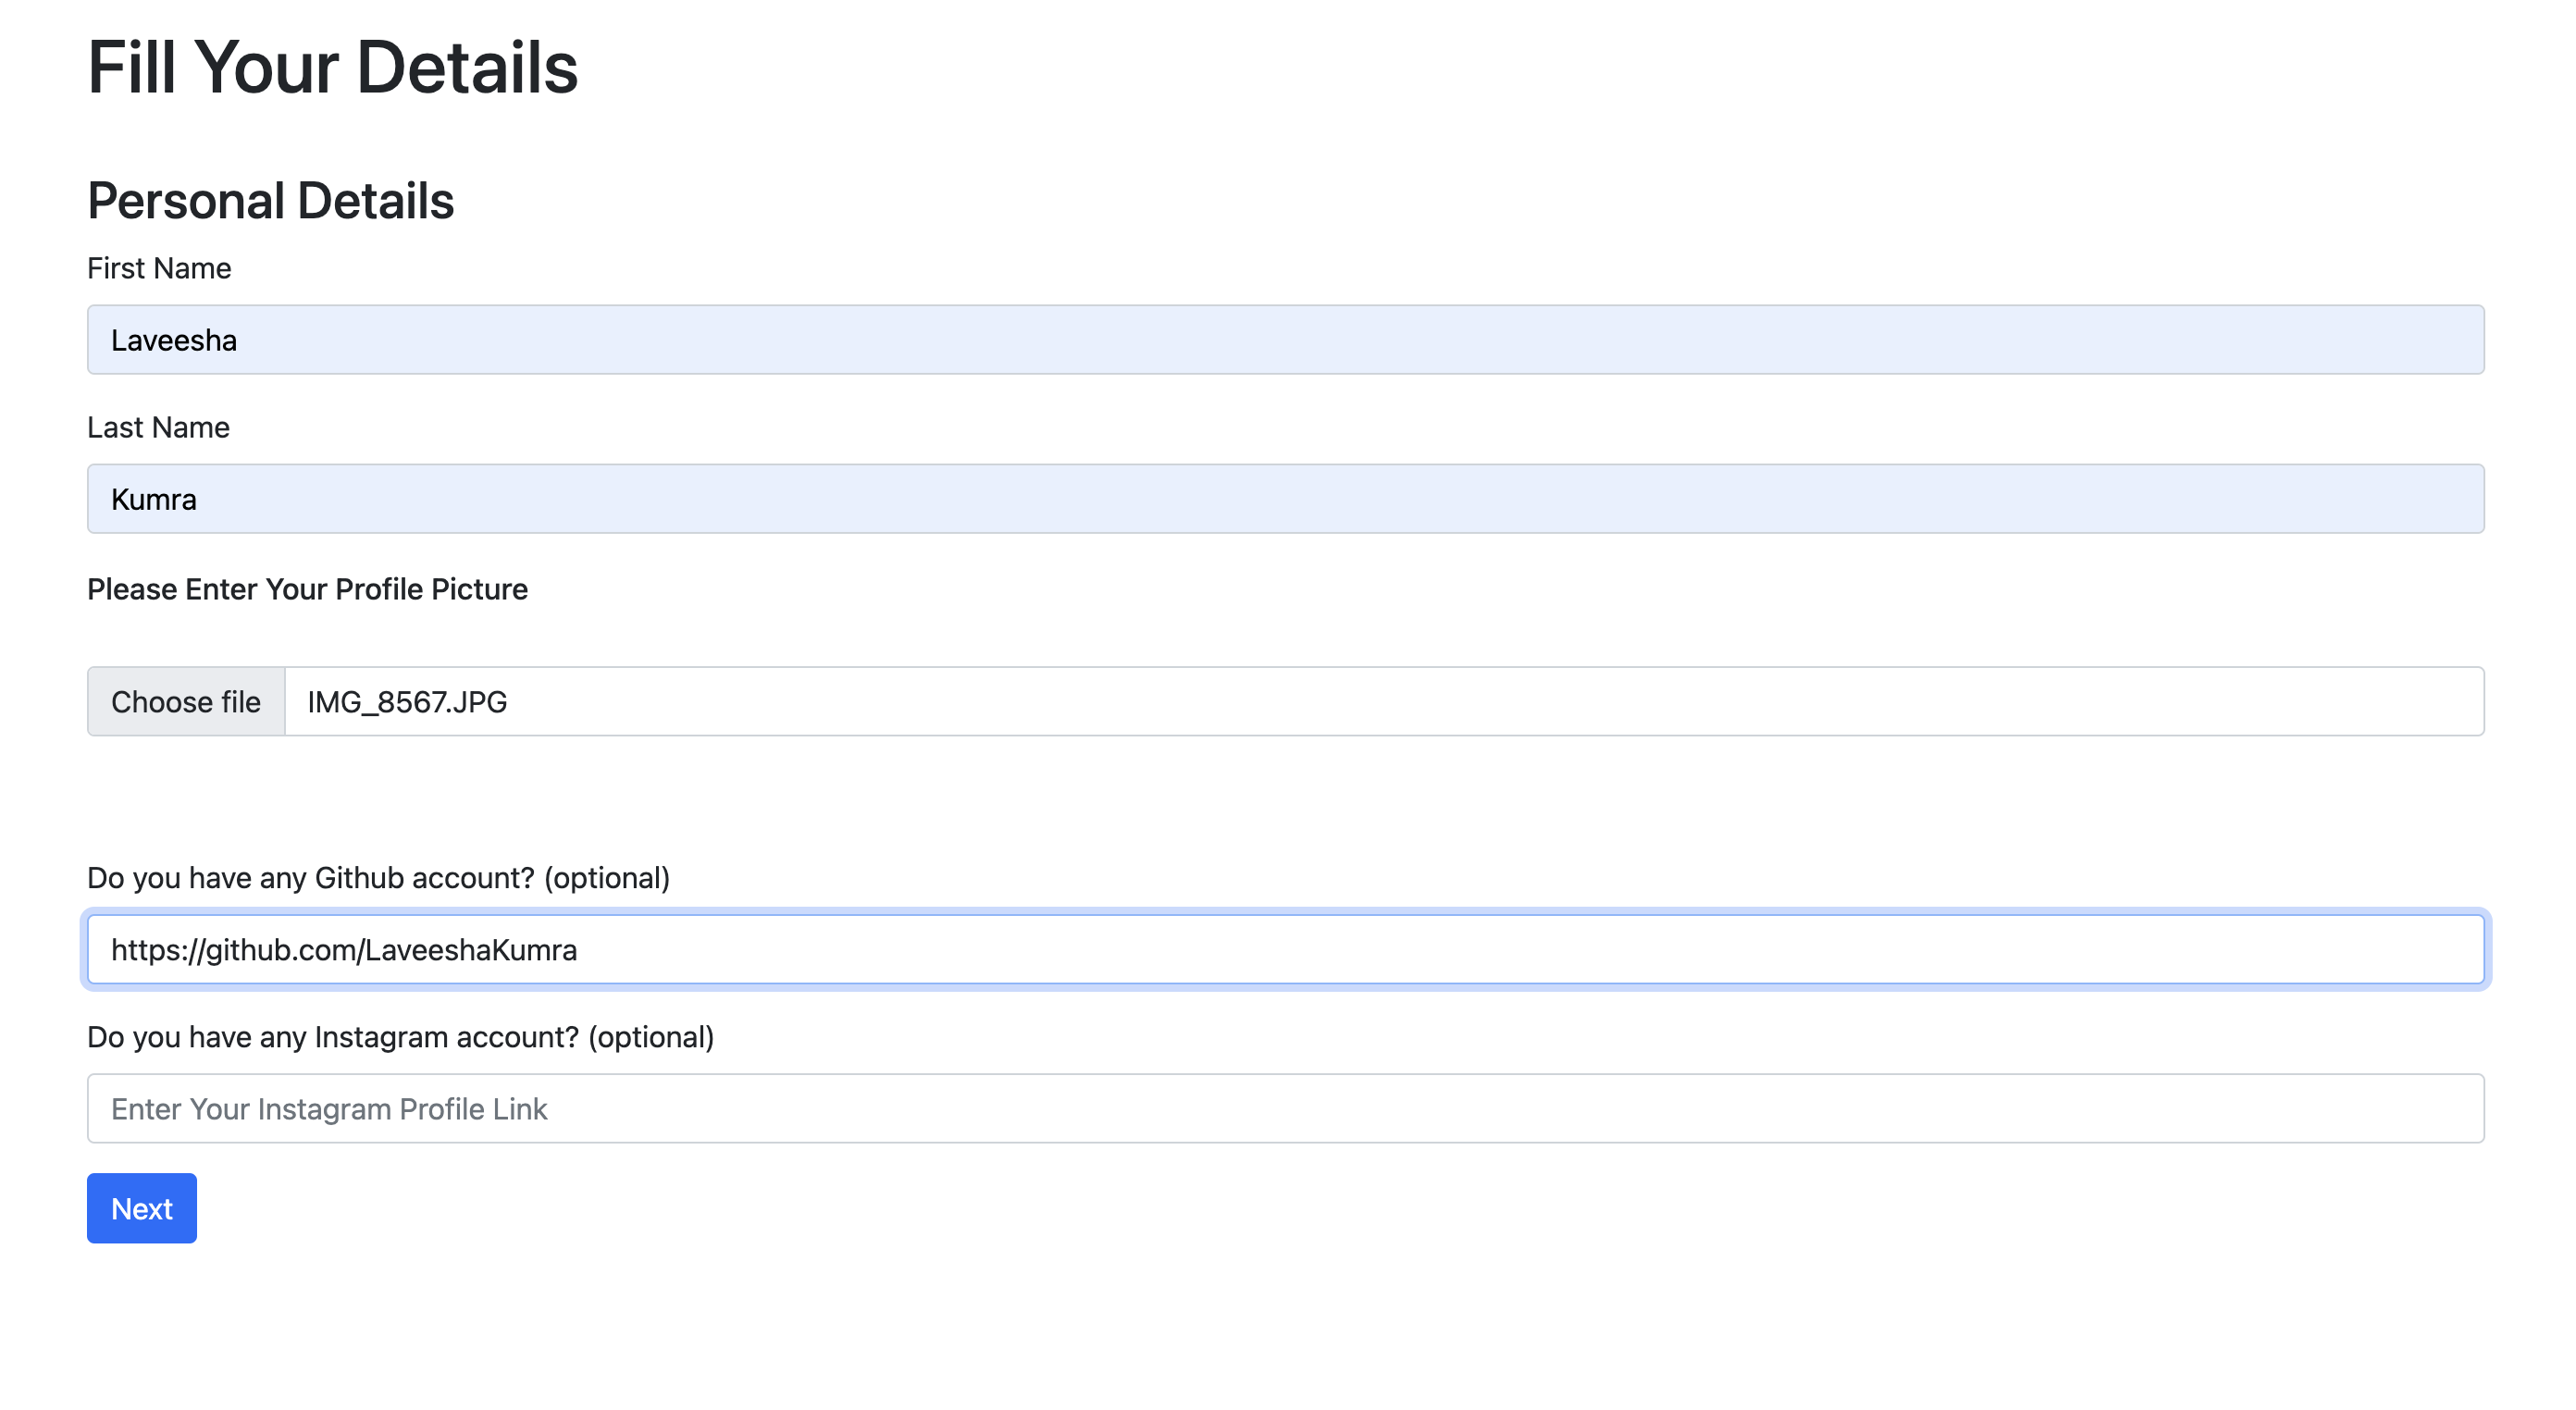 Fill Your Details
Personal Details
First Name
Laveesha
Last Name
Kumra
Please Enter Your Profile Picture
Choose file IMG_8567.JPG
Do you have any Github account? (optional)
https://github.com/LaveeshaKumra
Do you have any Instagram account? (optional)
Enter Your Instagram Profile Link
Next